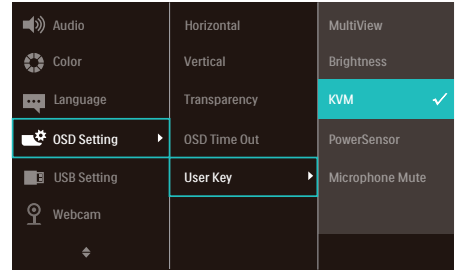 Audio
Color
Language
OSD Setting
USB Setting
Webcam
Horizontal
Vertical
Transparency
OSD Time Out
User Key
MultiView
Brightness
KVM
PowerSensor
Microphone Mute